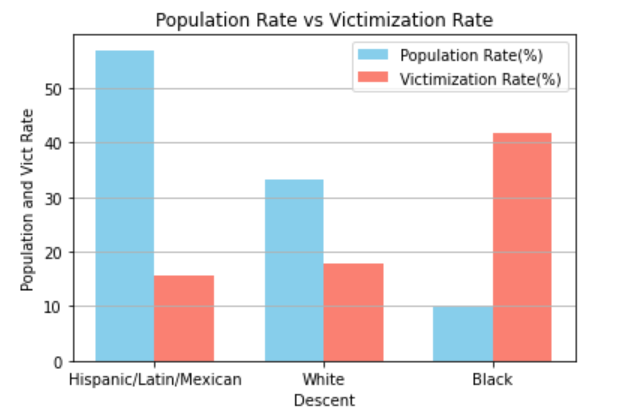 Population Rate vs Victimization Rate
Population Rate(%)
Victimization Rate(%)
Population and Vict Rate
50
40
30
20
10
0
Hispanic/Latin/Mexican
White
Black
Descent